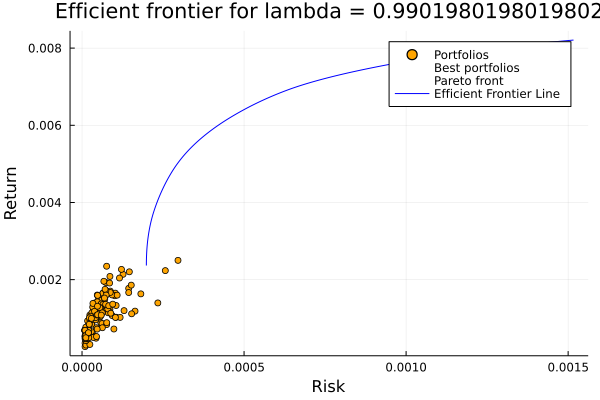 Efficient frontier for lambda = 0.9901980198019802
Return
0.008
0.006
0.004
0.002
Portfolios
Best portfolios
Pareto front
Efficient Frontier Line
0.0000
0.0005
0.0010
0.0015
Risk